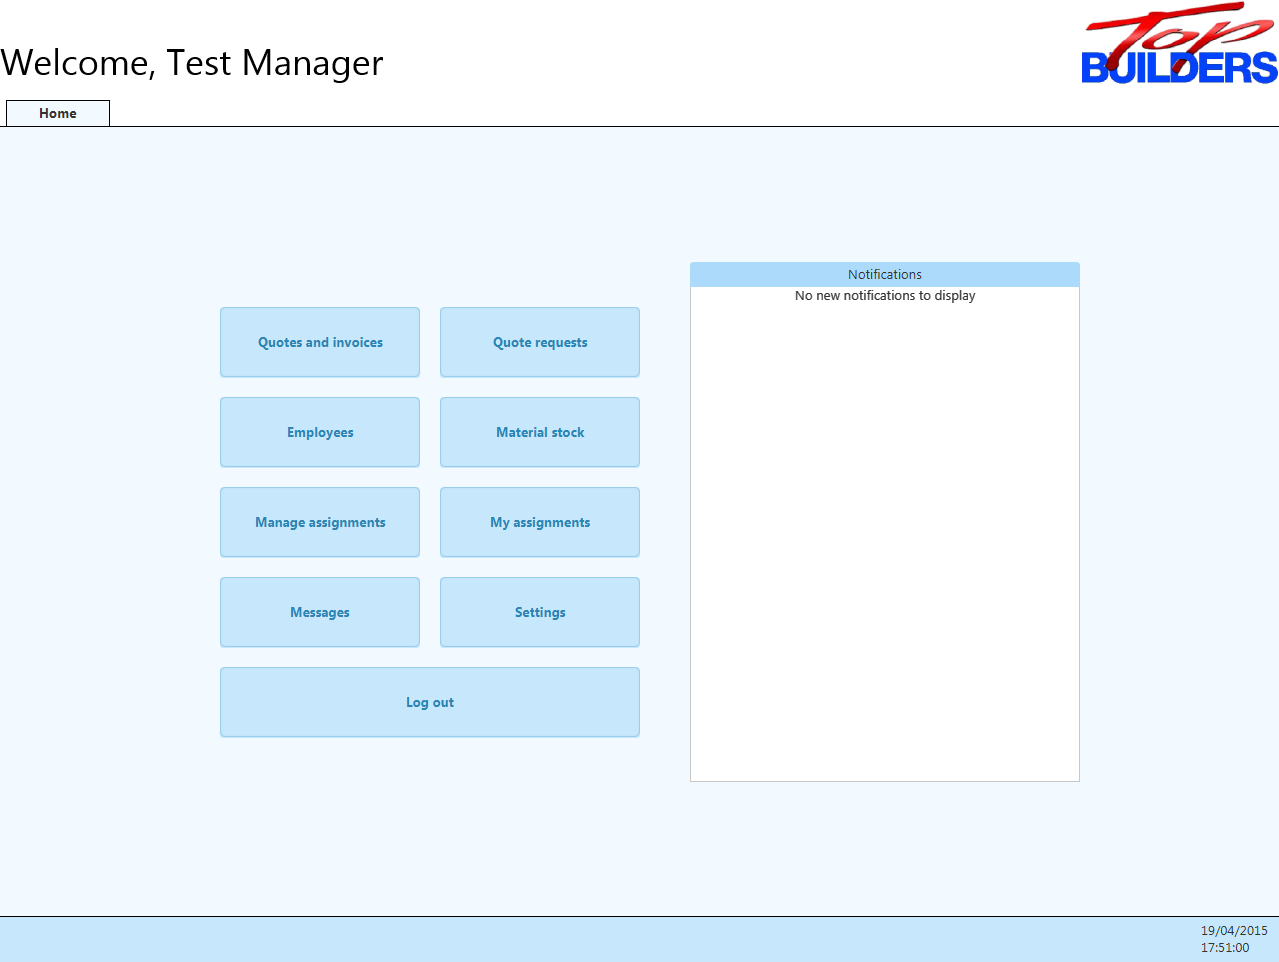 Top
BUILDERS
Welcome, Test Manager
Home
Notifications
No new notifications to display
Quotes and invoices
Quote requests
Employees
Material stock
Manage assignments
My assignments
Messages
Settings
Log out
19/04/2015
17:51:00